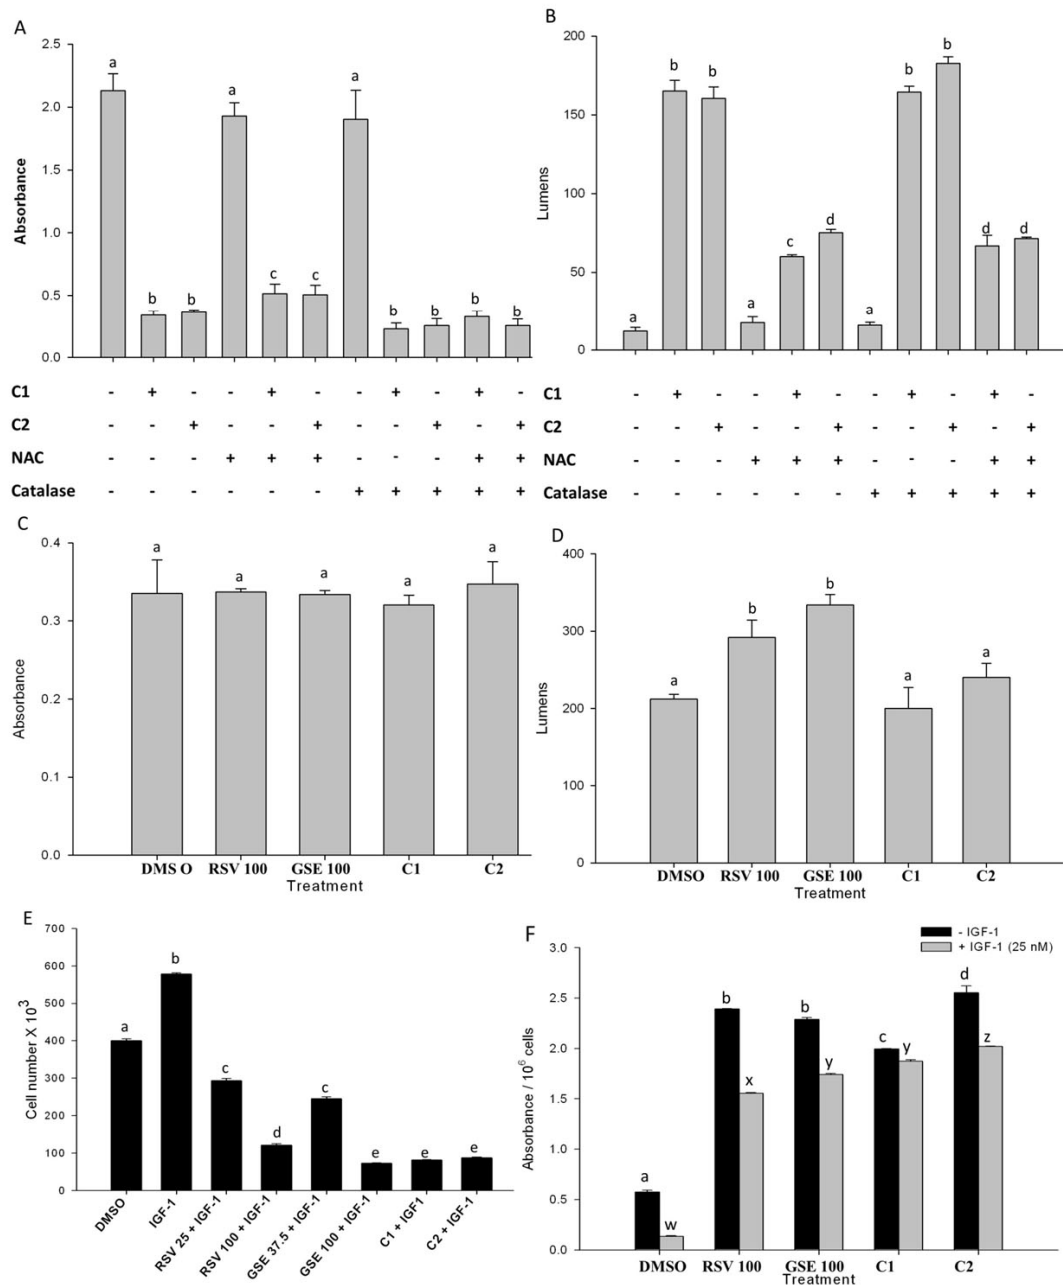 A
Absorbance
2.5
2.0
1.5
1.0
0.5
0.0
a
b b
a
c c
a
b b b b
B
Lumens
200
150
100
50
0
a
b b
a
c d
a
b b
d d
C1 - + - - + - - + - + -
C2 - - + - - + - - + - +
NAC - - - + + + - - - + +
Catalase - - - - - - + + + + +
C1 - + - - + - - + - + -
C2 - - + - - + - - + - +
NAC - - - + + + - - - + +
Catalase - - - - - - + + + + +
C
Absorbance
0.4
0.3
0.2
0.1
0.0
a a a a a
DMS O RSV 100 GSE 100 C1 C2
Treatment
D
Lumens
400
300
200
100
0
a b b a a
DMSO RSV 100 GSE 100 C1 C2
Treatment
E
Cell number X 10³
700
600
500
400
300
200
100
0
a b c d c e e e
DMSO
IGF-1
RSV 25 + IGF-1
RSV 100 + IGF-1
GSE 37.5 + IGF-1
GSE 100 + IGF-1
C1 + IGF1
C2 + IGF-1
F
- IGF-1
+ IGF-1 (25 nM)
Absorbance / 10⁶ cells
3.0
2.5
2.0
1.5
1.0
0.5
0.0
a w b x b y c y d z
DMSO RSV 100 GSE 100 C1 C2
Treatment